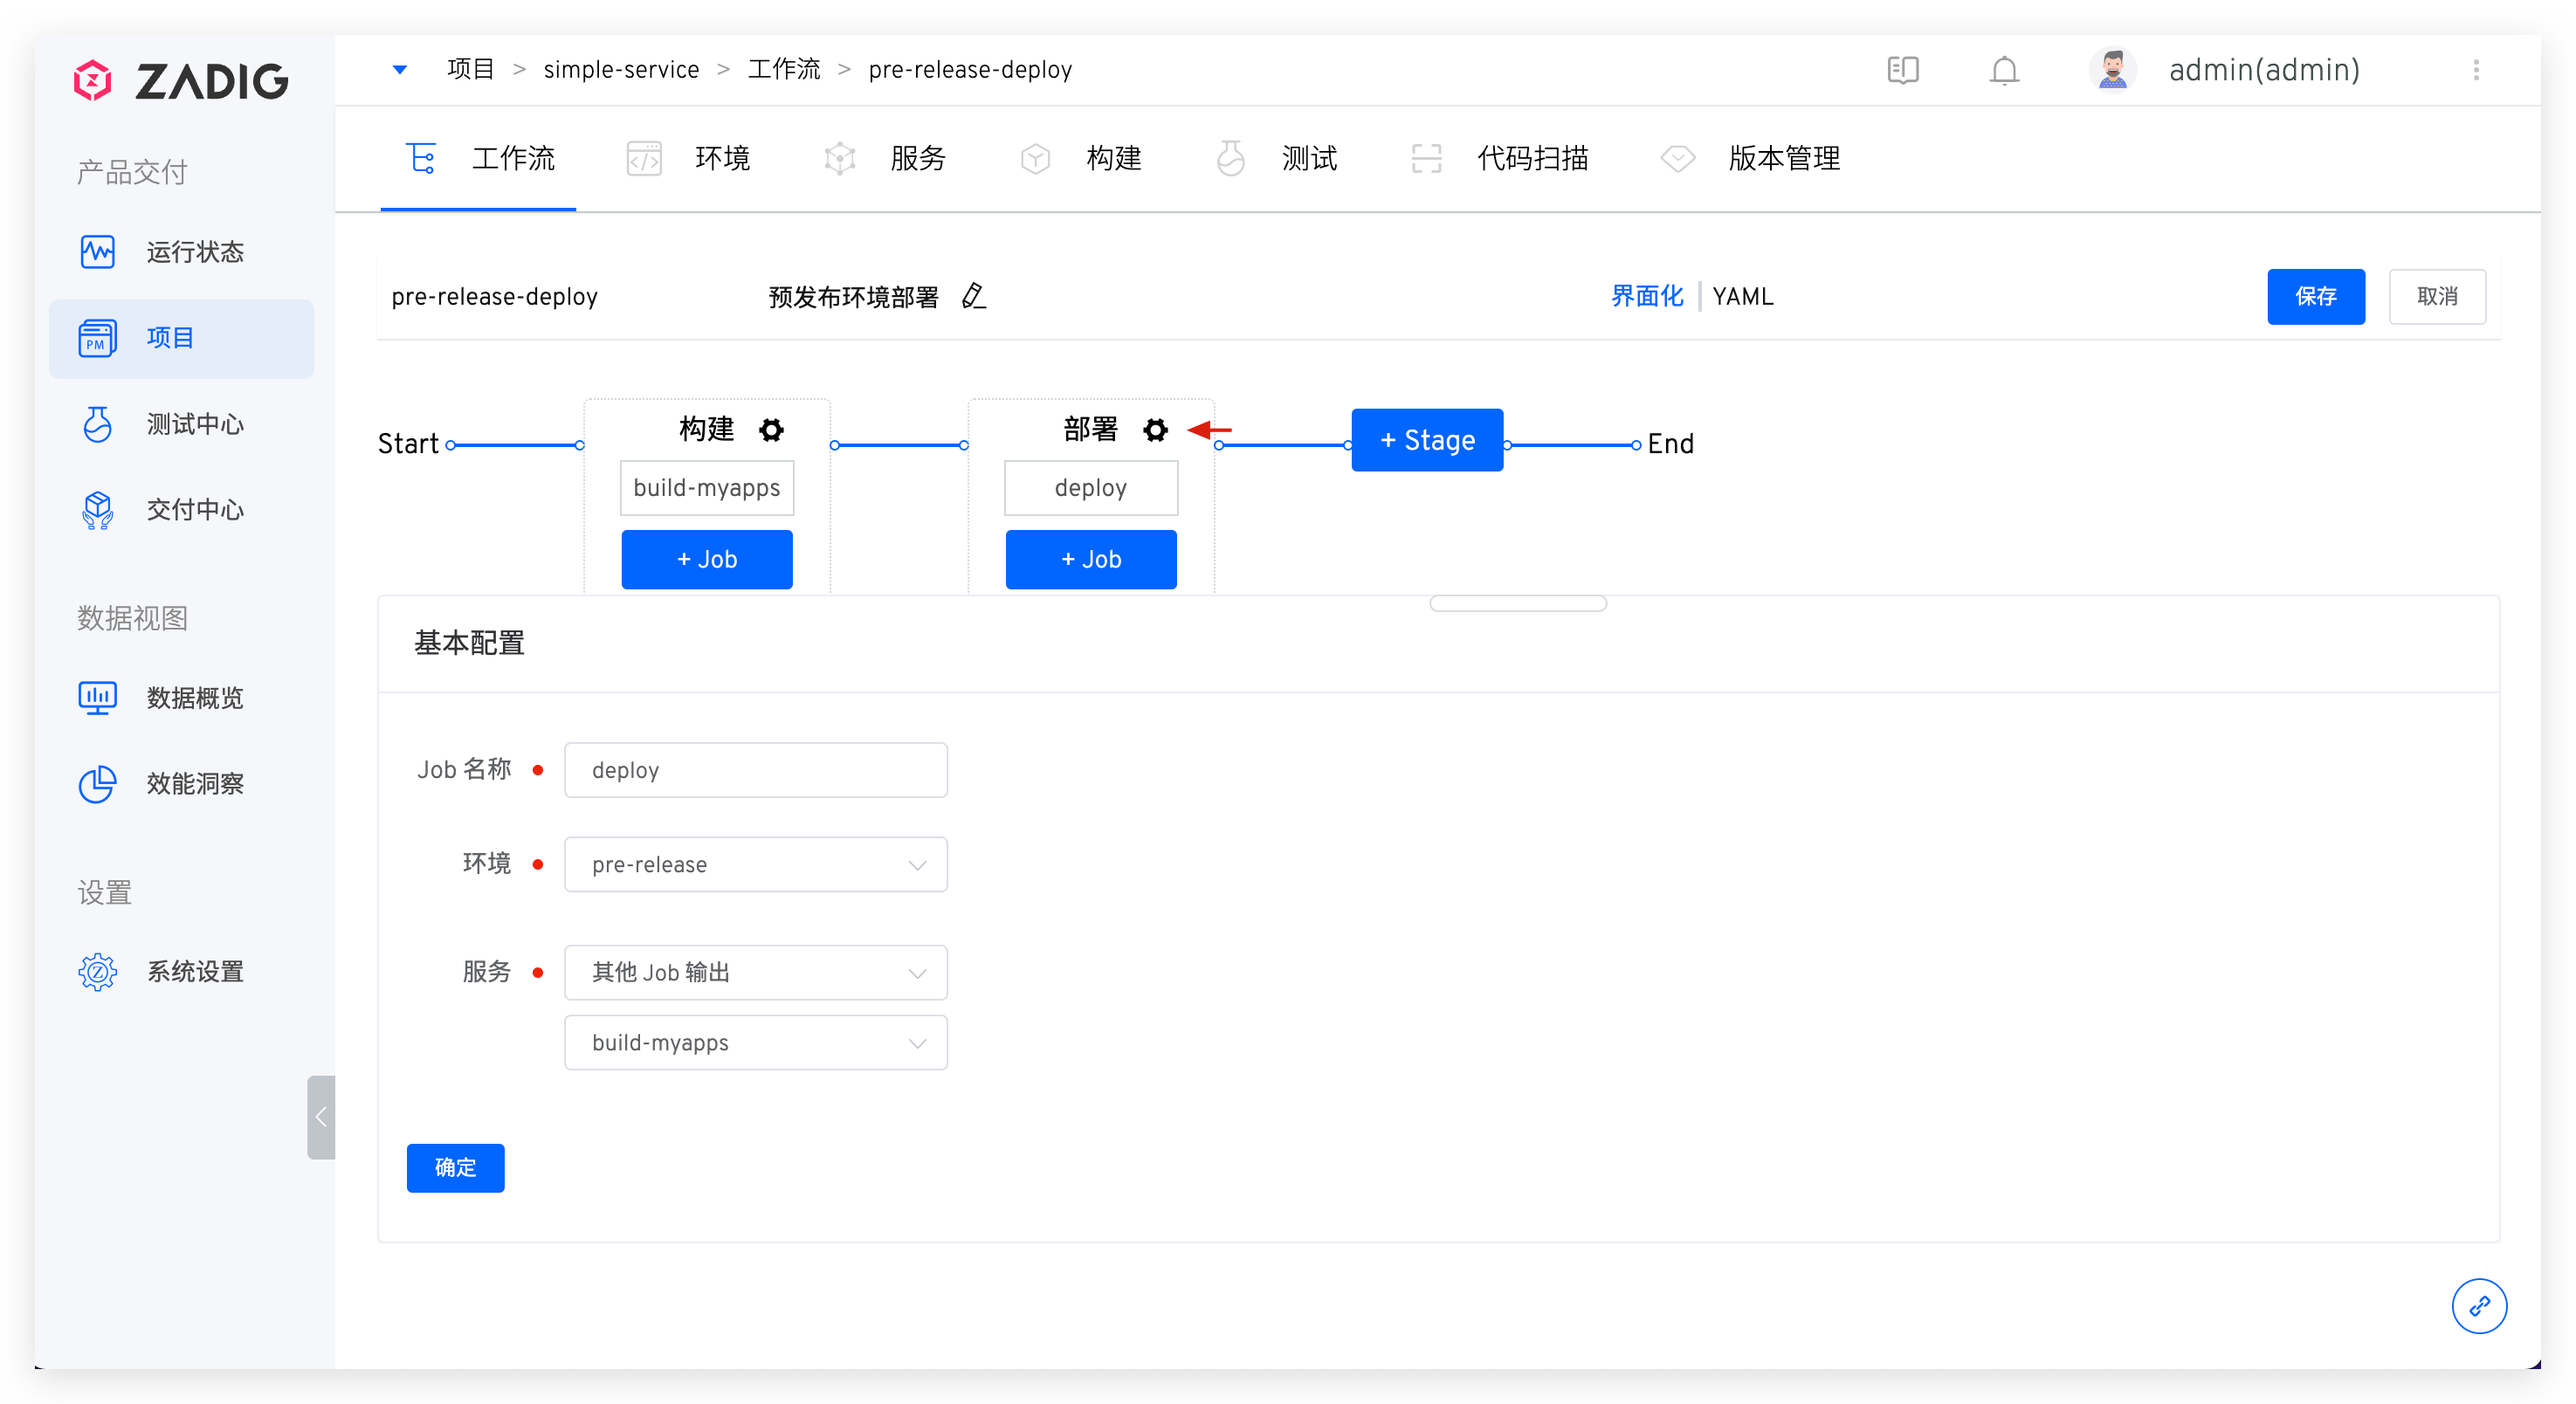 ZADIG
项目 > simple-service > 工作流 > pre-release-deploy
admin(admin)
产品交付
运行状态
PM 项目
测试中心
交付中心
数据视图
数据概览
效能洞察
设置
系统设置
工作流 环境 服务 构建 测试 代码扫描 版本管理
pre-release-deploy 预发布环境部署 界面化 | YAML 保存 取消
Start 构建 部署 + Stage End
build-myapps deploy
+ Job + Job
基本配置
Job 名称 deploy
环境 pre-release
服务 其他 Job 输出
build-myapps
确定